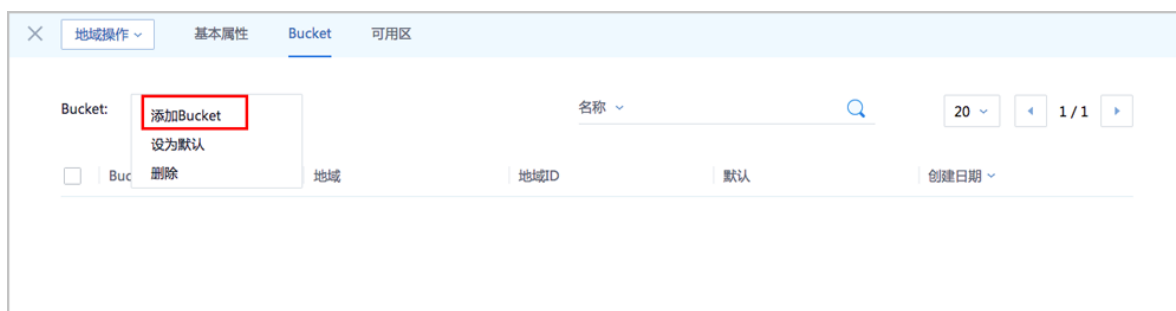 地域操作 基本属性 Bucket 可用区
Bucket: 名称 20 1 / 1
添加Bucket
设为默认
删除
Buc 地域 地域ID 默认 创建日期